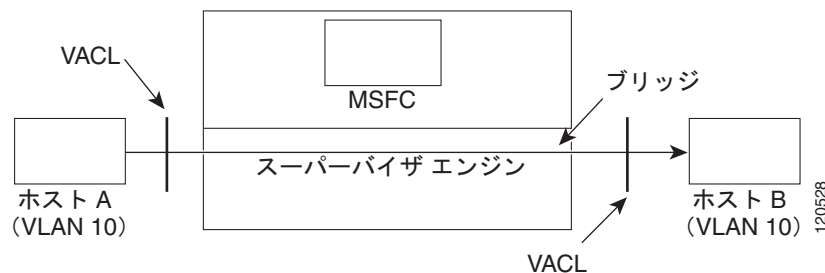 VACL
MSFC
ブリッジ
スーパーバイザ エンジン
ホスト A
（VLAN 10）
ホスト B
（VLAN 10）
VACL
120528